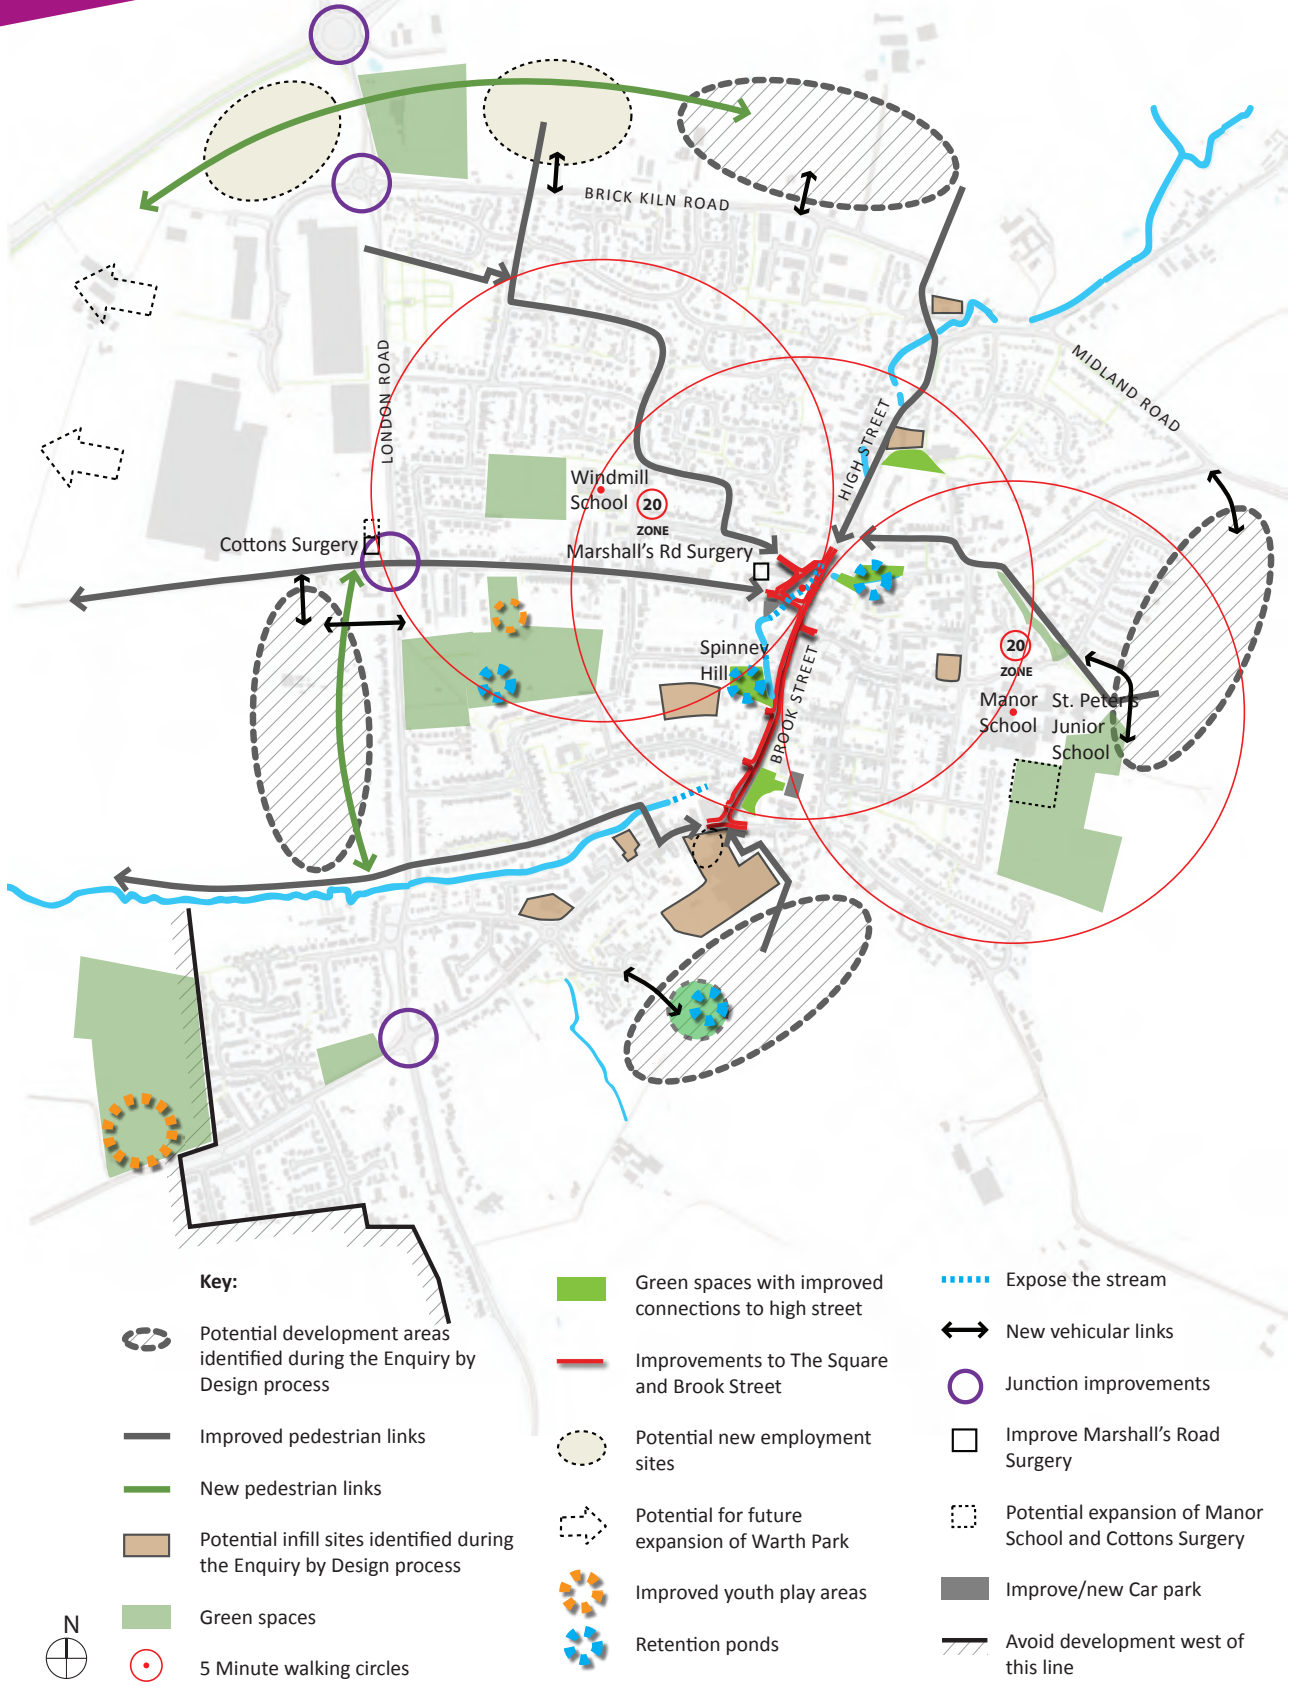 BRICK KILN ROAD
LONDON ROAD
MIDLAND ROAD
HIGH STREET
Windmill
School
20
ZONE
Cottons Surgery
Marshall's Rd Surgery
Spinney
Hill
BROOK STREET
20
ZONE
Manor
School
St. Peter's
Junior
School
Key:
Potential development areas
identified during the Enquiry by
Design process
Improved pedestrian links
New pedestrian links
Potential infill sites identified during
the Enquiry by Design process
Green spaces
5 Minute walking circles
N
Green spaces with improved
connections to high street
Improvements to The Square
and Brook Street
Potential new employment
sites
Potential for future
expansion of Warth Park
Improved youth play areas
Retention ponds
Expose the stream
New vehicular links
Junction improvements
Improve Marshall's Road
Surgery
Potential expansion of Manor
School and Cottons Surgery
Improve/new Car park
Avoid development west of
this line